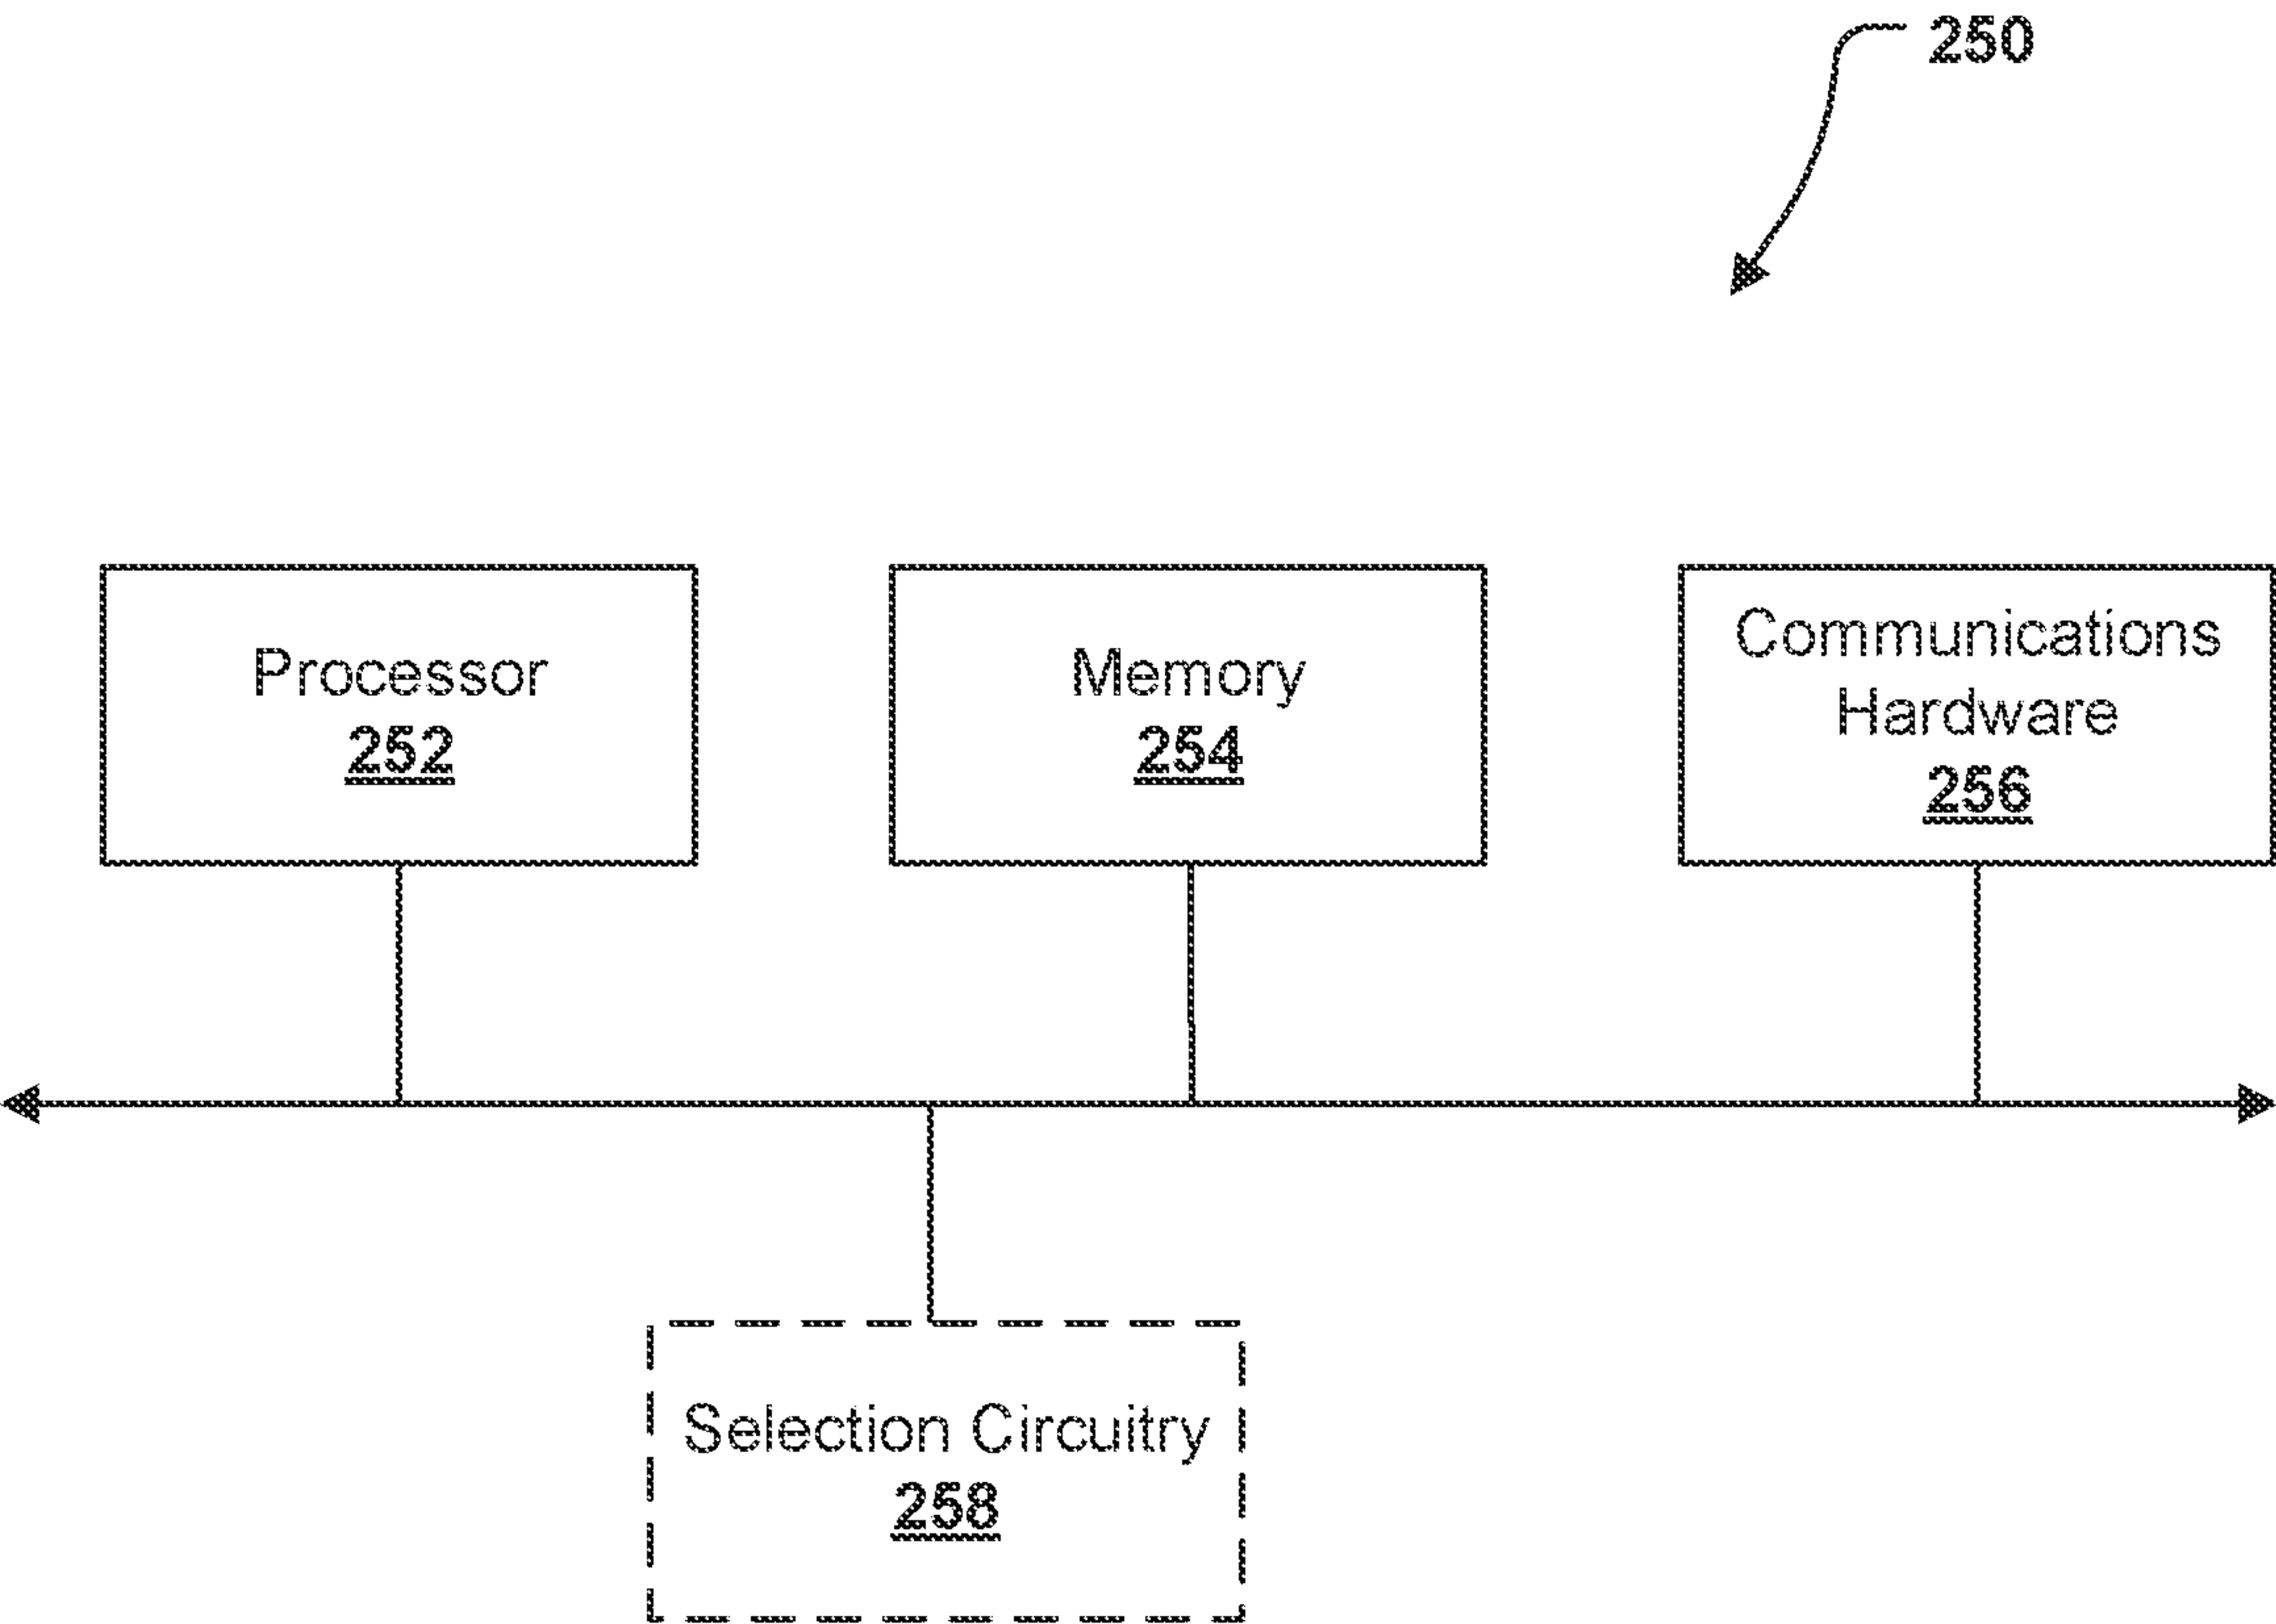 250
Processor
252
Memory
254
Communications
Hardware
256
Selection Circuitry
258